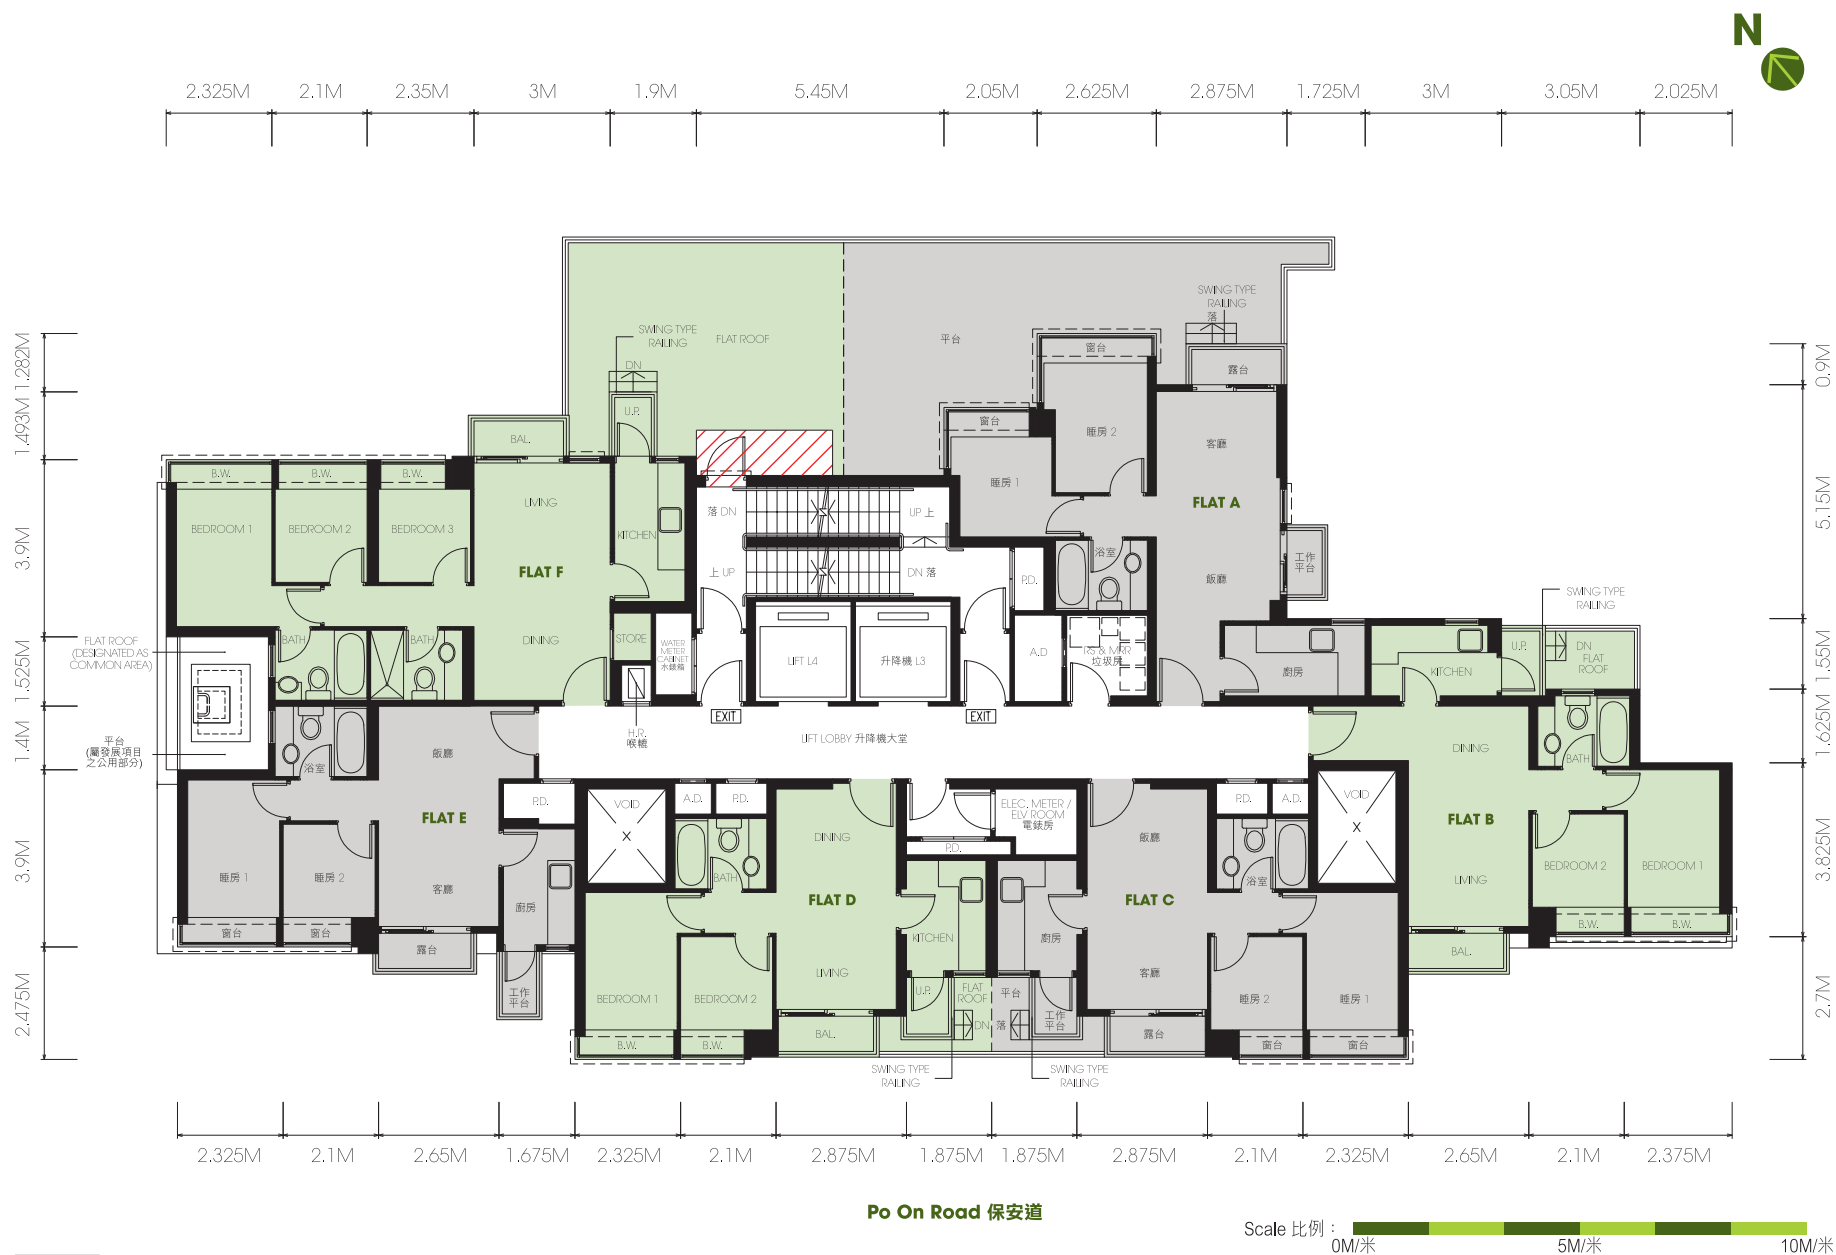 N
2.325M 2.1M 2.35M 3M 1.9M 5.45M 2.05M 2.625M 2.875M 1.725M 3M 3.05M 2.025M
1.282M
1.493M
3.9M
1.525M
1.4M
3.9M
2.475M
0.9M
5.15M
1.55M
1.625M
3.825M
2.7M
SWING TYPE
RAILING
DN
FLAT ROOF
平台
SWING TYPE
RAILING
落
窗台
露台
U.P.
BAL.
窗台
睡房 2
客廳
B.W.
B.W.
B.W.
LIVING
睡房 1
FLAT A
BEDROOM 1
BEDROOM 2
BEDROOM 3
KITCHEN
FLAT F
落 DN
UP 上
上 UP
DN 落
P.D.
浴室
飯廳
工作
平台
SWING TYPE
RAILING
FLAT ROOF
(DESIGNATED AS
COMMON AREA)
BATH
BATH
DINING
STORE
WATER
METER
CABINET
水錶箱
LIFT L4
升降機 L3
A.D
RS & MRR
垃圾房
廚房
KITCHEN
U.P.
DN
FLAT
ROOF
平台
(屬發展項目
之公用部分)
H.R.
喉轆
EXIT
EXIT
LIFT LOBBY 升降機大堂
浴室
飯廳
P.D.
FLAT E
睡房 1
睡房 2
客廳
廚房
窗台
窗台
露台
工作
平台
VOID
X
A.D.
P.D.
BATH
DINING
FLAT D
LIVING
KITCHEN
BEDROOM 1
BEDROOM 2
B.W.
B.W.
BAL.
U.P.
FLAT
ROOF
DN
ELEC. METER /
ELV ROOM
電錶房
P.D.
飯廳
FLAT C
客廳
廚房
平台
落
工作
平台
露台
P.D.
A.D.
浴室
睡房 2
睡房 1
窗台
窗台
VOID
X
DINING
BATH
FLAT B
LIVING
BEDROOM 2
BEDROOM 1
B.W.
B.W.
BAL.
SWING TYPE
RAILING
SWING TYPE
RAILING
2.325M 2.1M 2.65M 1.675M 2.325M 2.1M 2.875M 1.875M 1.875M 2.875M 2.1M 2.325M 2.65M 2.1M 2.375M
Po On Road 保安道
Scale 比例 :
0M/米 5M/米 10M/米